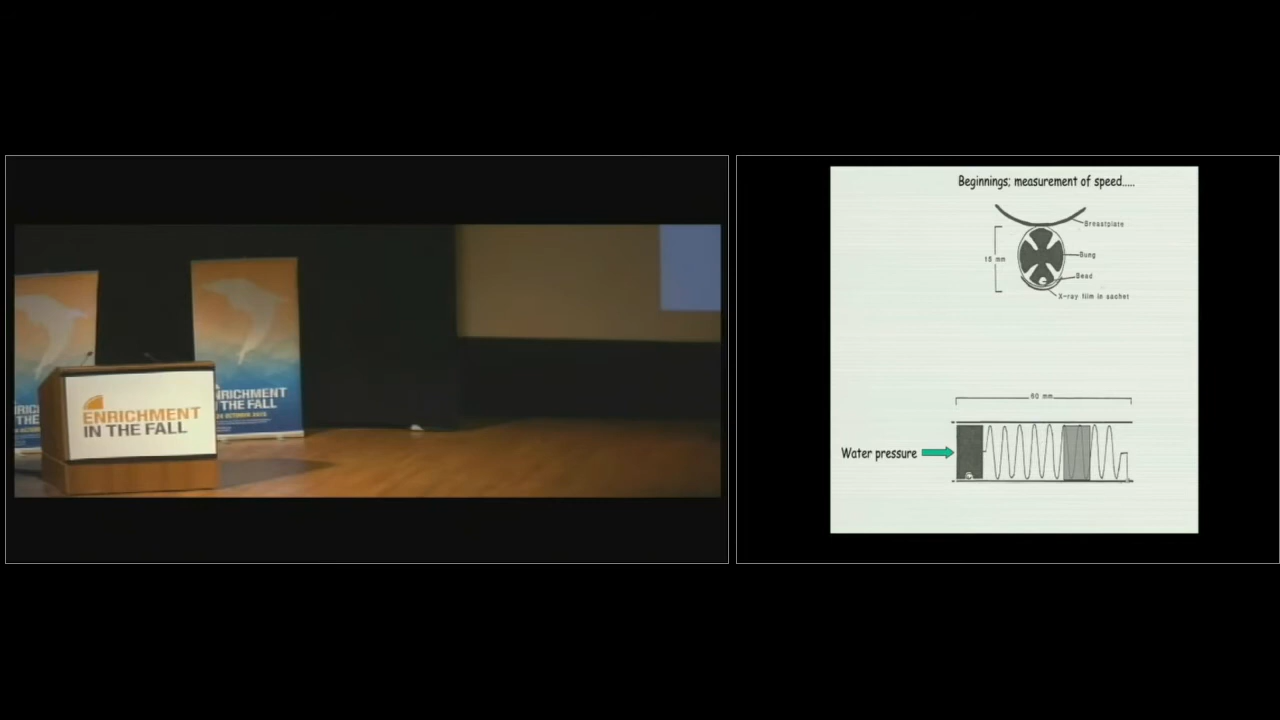 ENRICHMENT
IN THE FALL
NRICHMENT
THE FALL
Beginnings; measurement of speed.....
Breastplate
15 mm
Bung
Bead
X-ray film in sachet
60 mm
Water pressure